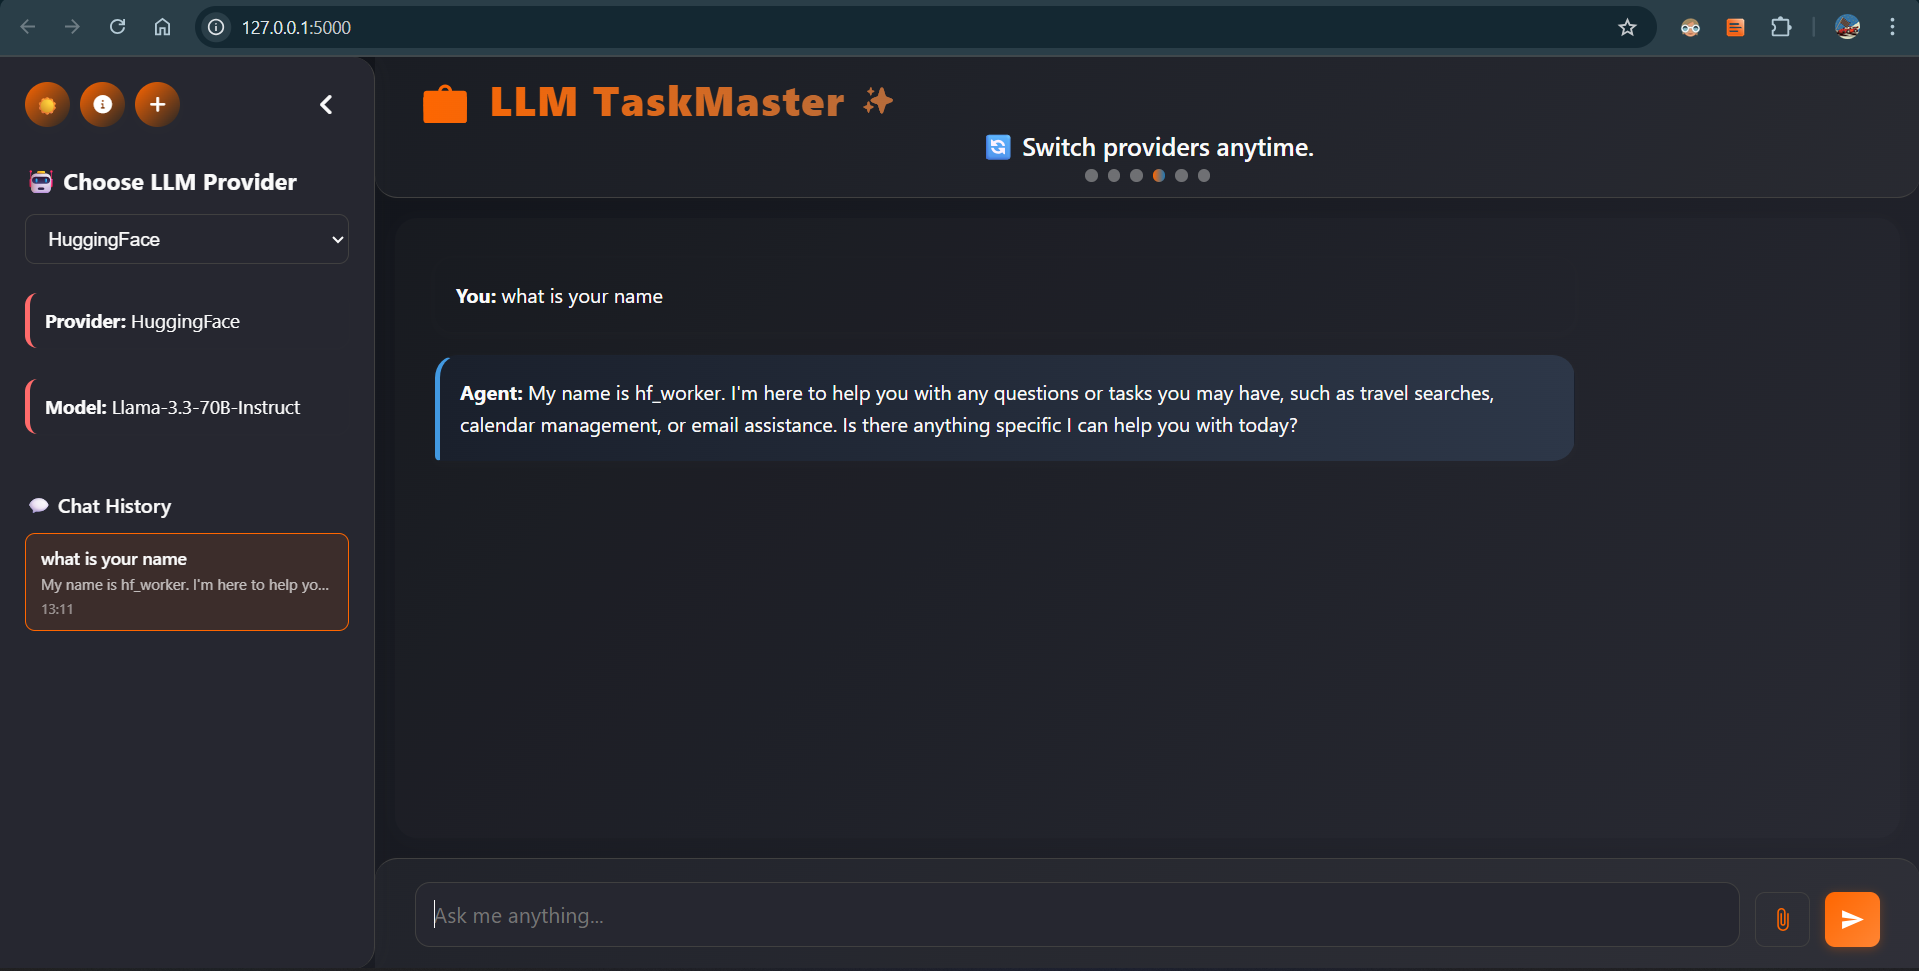 127.0.0.1:5000
LLM TaskMaster
Switch providers anytime.
Choose LLM Provider
HuggingFace
Provider: HuggingFace
Model: Llama-3.3-70B-Instruct
Chat History
what is your name
My name is hf_worker. I'm here to help yo...
13:11
You: what is your name
Agent: My name is hf_worker. I'm here to help you with any questions or tasks you may have, such as travel searches,
calendar management, or email assistance. Is there anything specific I can help you with today?
Ask me anything...